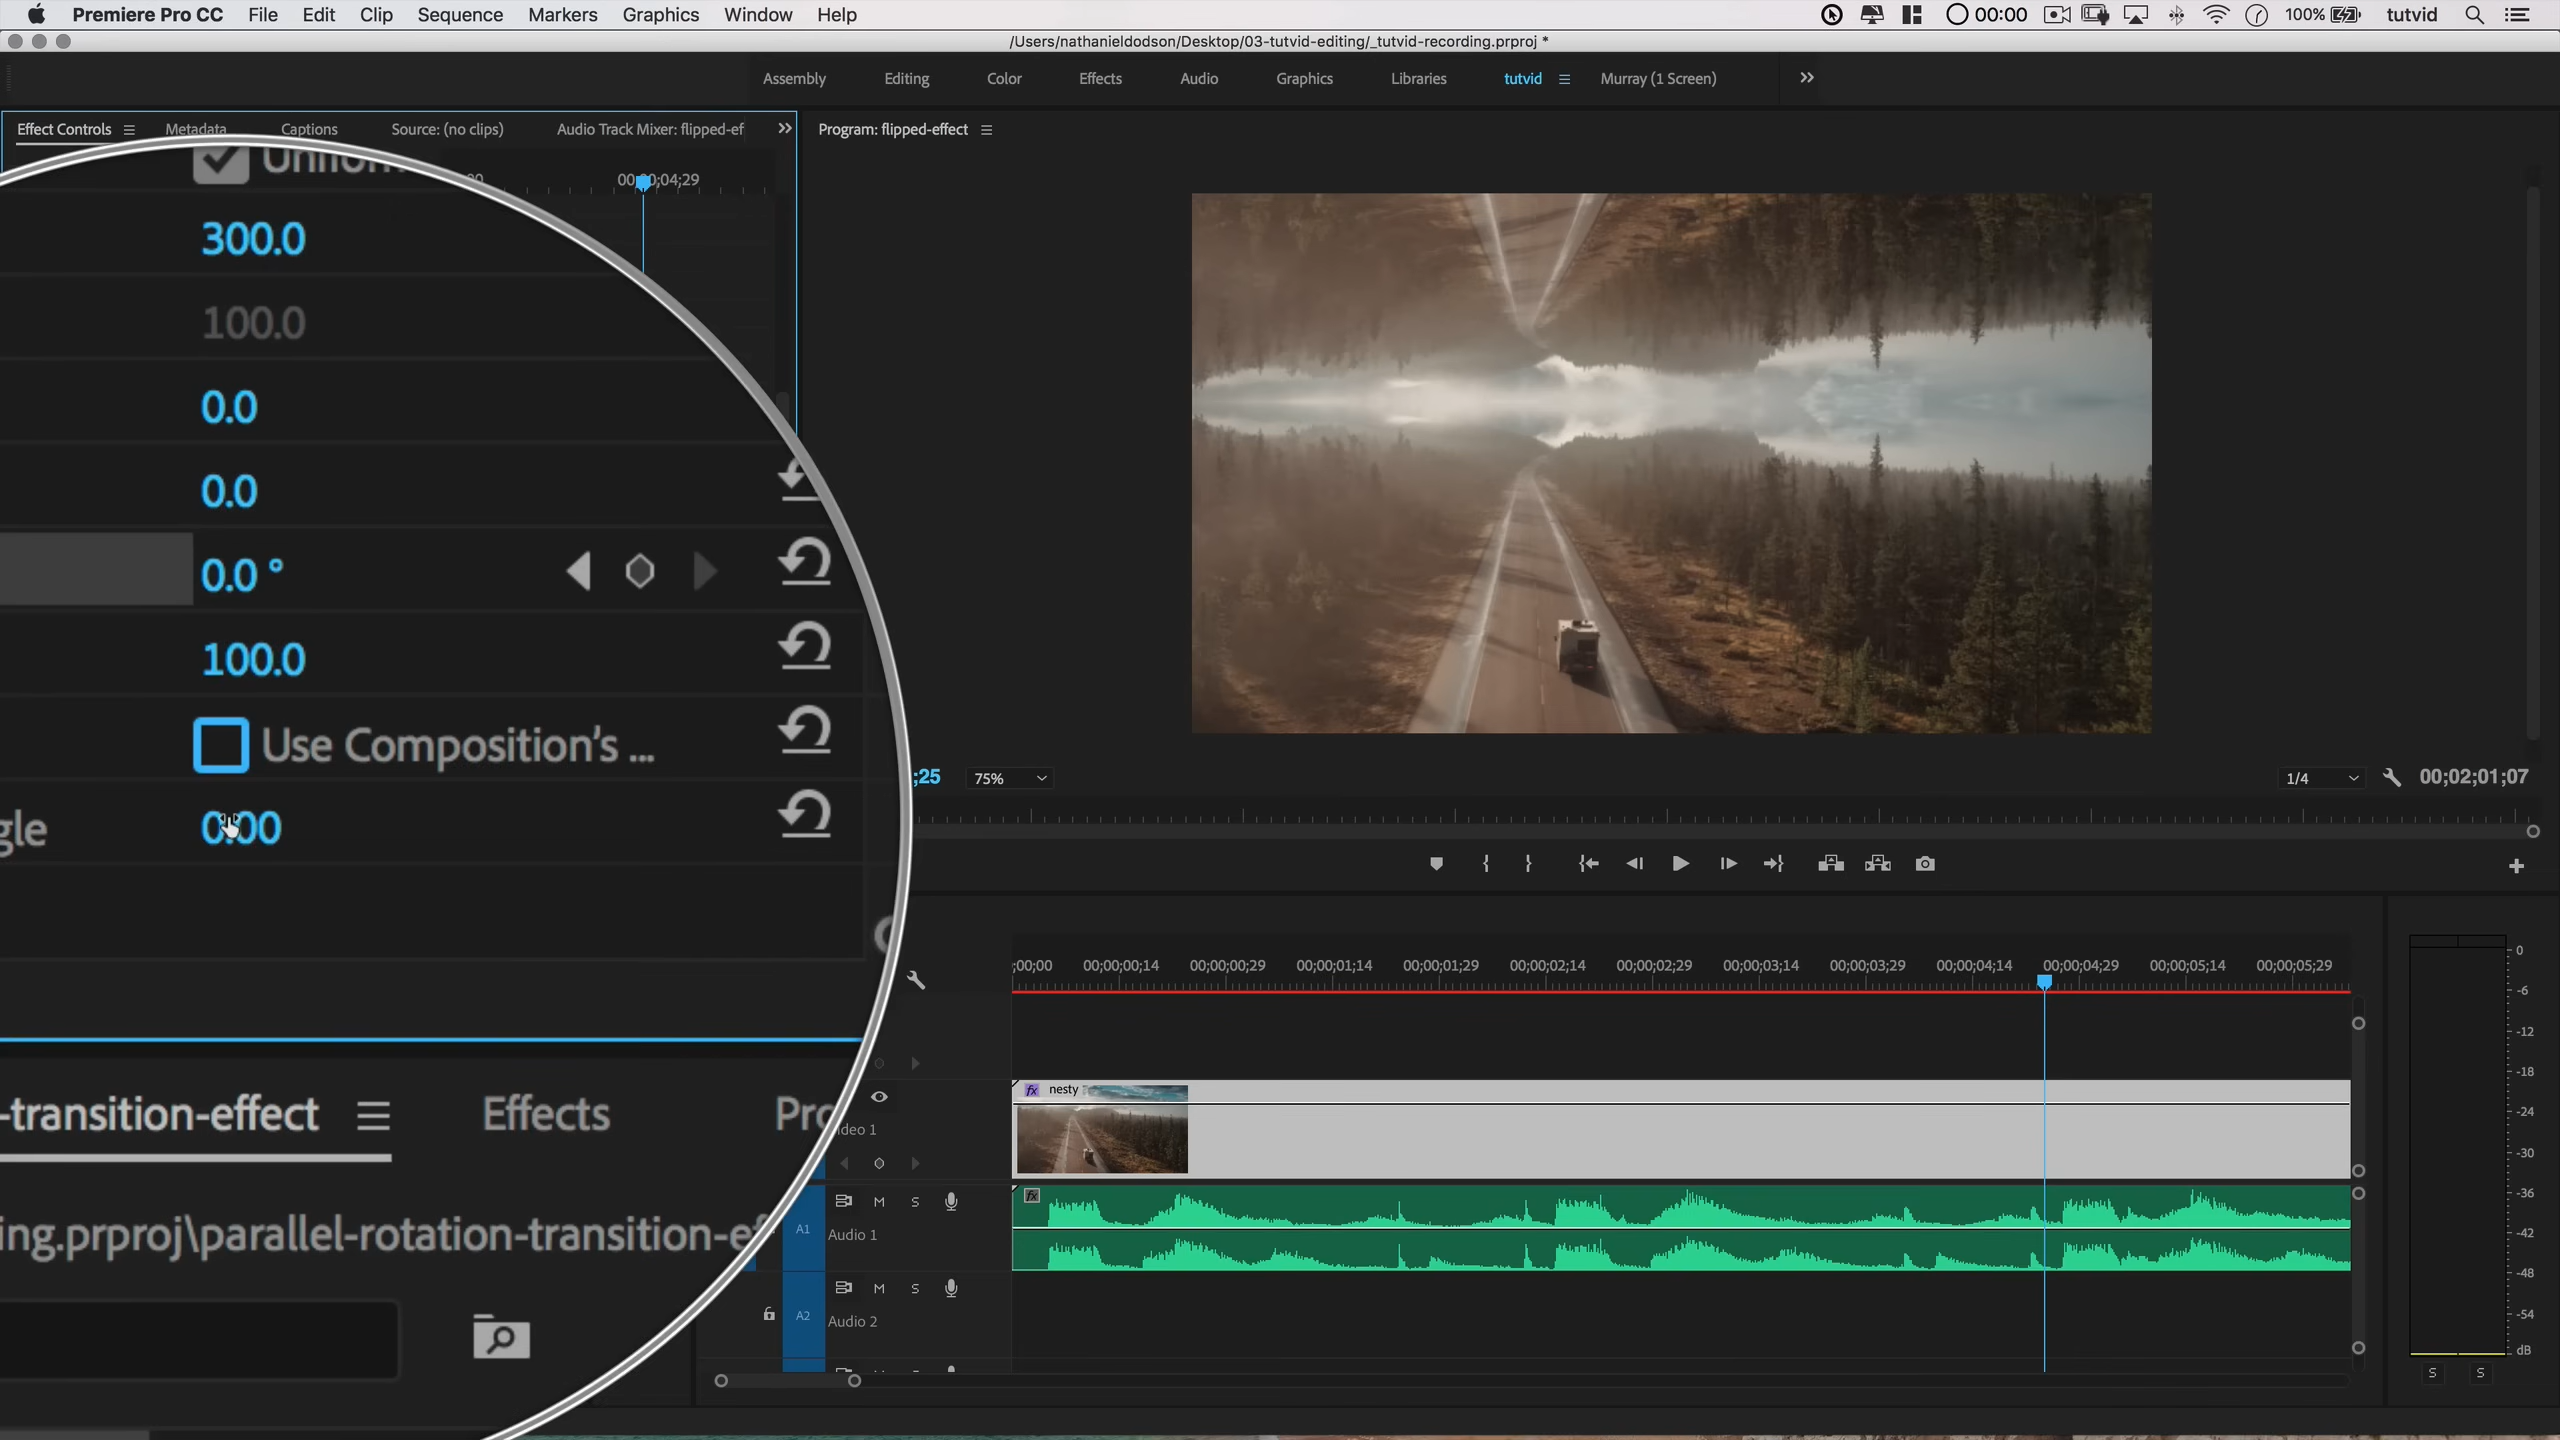 Premiere Pro CC File Edit Clip Sequence Markers Graphics Window Help 00:00 100% tutvid
/Users/nathanieldodson/Desktop/03-tutvid-editing/_tutvid-recording.prproj *
Assembly Editing Color Effects Audio Graphics Libraries tutvid Murray (1 Screen)
Effect Controls Metadata Captions Source: (no clips) Audio Track Mixer: flipped-ef Program: flipped-effect
300.0
100.0
0.0
0.0
0.0 °
100.0
Use Composition's ...
gle 0.00
;25 75% 1/4 00;02;01;07
;00;00 00;00;00;14 00;00;00;29 00;00;01;14 00;00;01;29 00;00;02;14 00;00;02;29 00;00;03;14 00;00;03;29 00;00;04;14 00;00;04;29 00;00;05;14 00;00;05;29
-transition-effect Effects Pro
ing.prproj\parallel-rotation-transition-ef
fx nesty
ideo 1
fx
A1 M S
Audio 1
A2 M S
Audio 2
0
-6
-12
-18
-24
-30
-36
-42
-48
-54
dB
S S